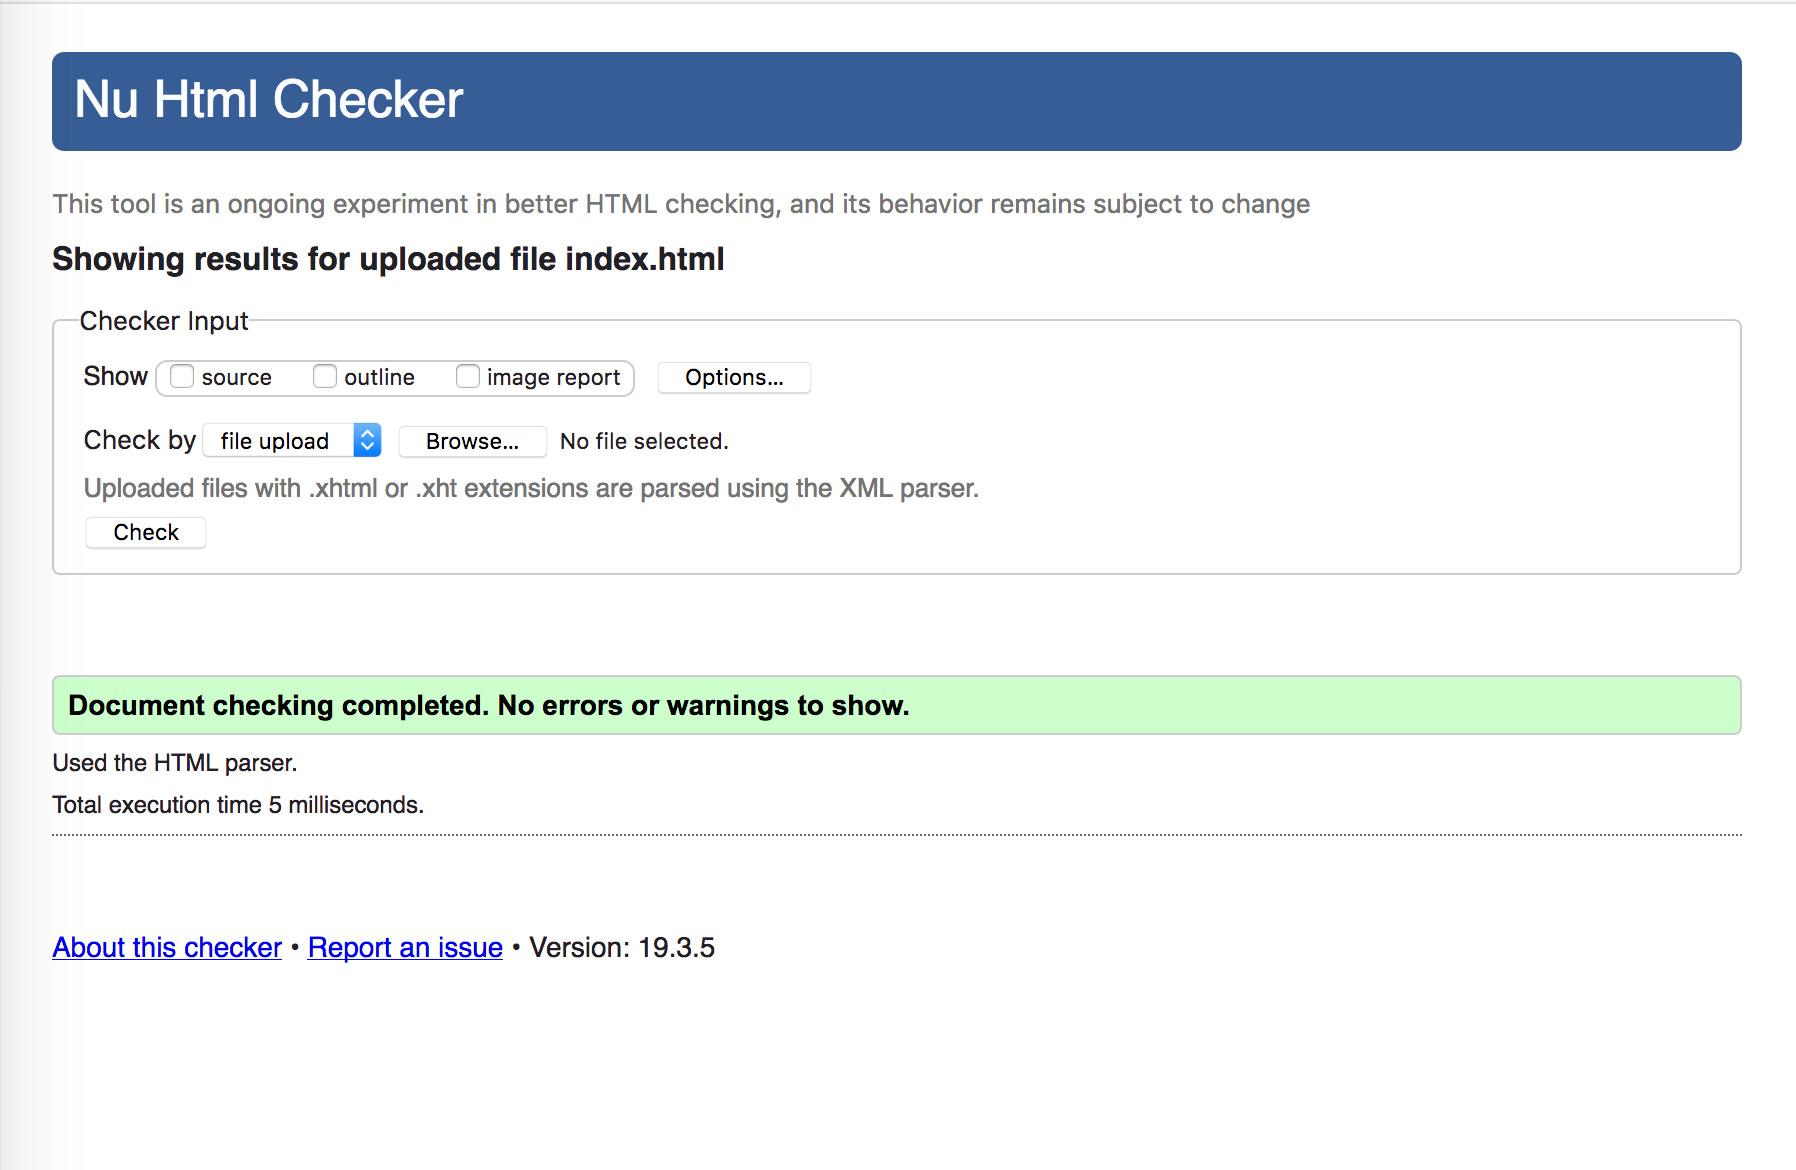 Nu Html Checker
This tool is an ongoing experiment in better HTML checking, and its behavior remains subject to change
Showing results for uploaded file index.html
Checker Input
Show source outline image report Options...
Check by file upload Browse... No file selected.
Uploaded files with .xhtml or .xht extensions are parsed using the XML parser.
Check
Document checking completed. No errors or warnings to show.
Used the HTML parser.
Total execution time 5 milliseconds.
About this checker • Report an issue • Version: 19.3.5